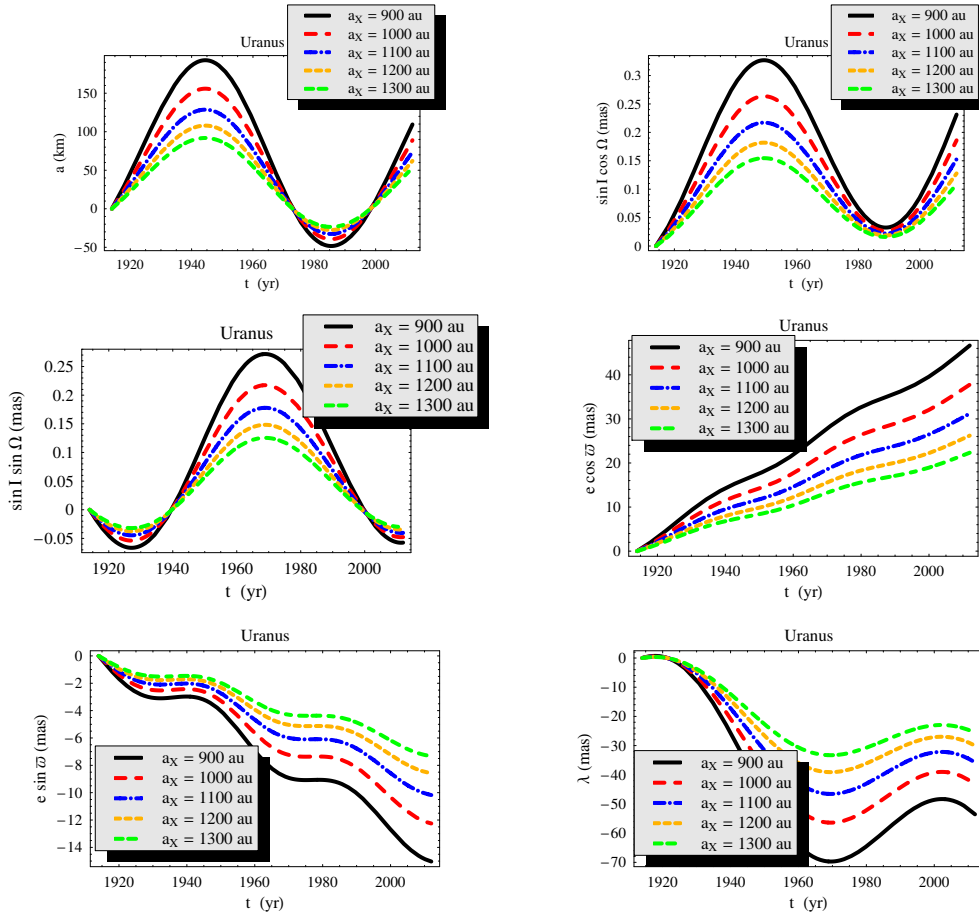 Uranus
a_X = 900 au
a_X = 1000 au
a_X = 1100 au
a_X = 1200 au
a_X = 1300 au
a (km)
150
100
50
0
−50
1920 1940 1960 1980 2000
t (yr)
Uranus
a_X = 900 au
a_X = 1000 au
a_X = 1100 au
a_X = 1200 au
a_X = 1300 au
sin I cos Ω (mas)
0.3
0.25
0.2
0.15
0.1
0.05
0
1920 1940 1960 1980 2000
t (yr)
Uranus
a_X = 900 au
a_X = 1000 au
a_X = 1100 au
a_X = 1200 au
a_X = 1300 au
sin I sin Ω (mas)
0.25
0.2
0.15
0.1
0.05
0
−0.05
1920 1940 1960 1980 2000
t (yr)
Uranus
a_X = 900 au
a_X = 1000 au
a_X = 1100 au
a_X = 1200 au
a_X = 1300 au
e cos ϖ (mas)
40
30
20
10
0
1920 1940 1960 1980 2000
t (yr)
Uranus
a_X = 900 au
a_X = 1000 au
a_X = 1100 au
a_X = 1200 au
a_X = 1300 au
e sin ϖ (mas)
0
−2
−4
−6
−8
−10
−12
−14
1920 1940 1960 1980 2000
t (yr)
Uranus
a_X = 900 au
a_X = 1000 au
a_X = 1100 au
a_X = 1200 au
a_X = 1300 au
λ (mas)
0
−10
−20
−30
−40
−50
−60
−70
1920 1940 1960 1980 2000
t (yr)